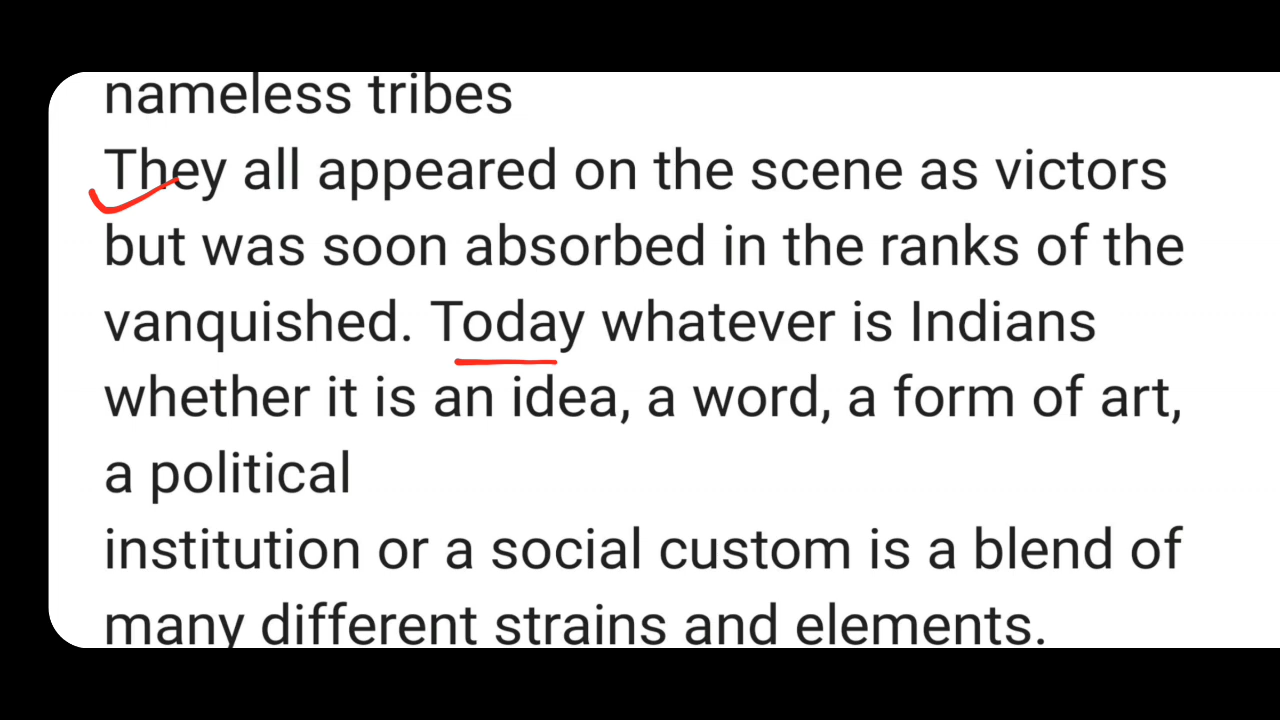 nameless tribes
They all appeared on the scene as victors
but was soon absorbed in the ranks of the
vanquished. Today whatever is Indians
whether it is an idea, a word, a form of art,
a political
institution or a social custom is a blend of
many different strains and elements.